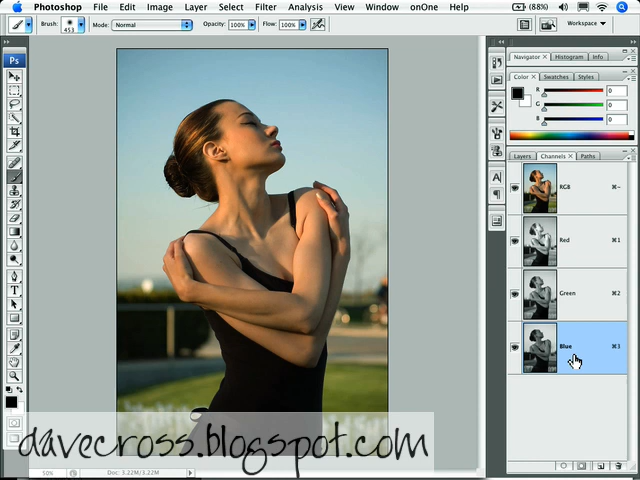 Photoshop File Edit Image Layer Select Filter Analysis View Window onOne Help (88%)
Brush: 453 Mode: Normal Opacity: 100% Flow: 100% Workspace
Ps
Navigator × Histogram Info
Color × Swatches Styles
R 0
G 0
B 0
Layers Channels × Paths
RGB ⌘~
Red ⌘1
Green ⌘2
Blue ⌘3
A
davecross.blogspot.com
50% Doc: 3.22M/3.22M